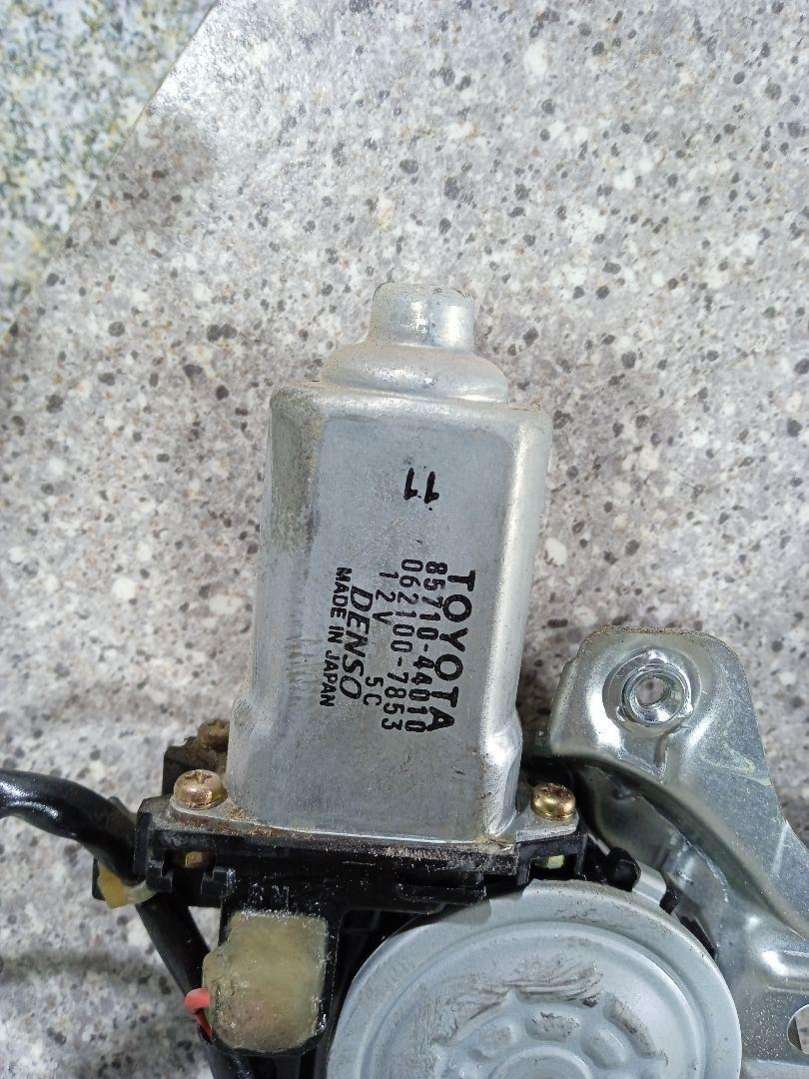 11
TOYOTA
85710-44010
062100-7853
12V 5C
DENSO
MADE IN JAPAN